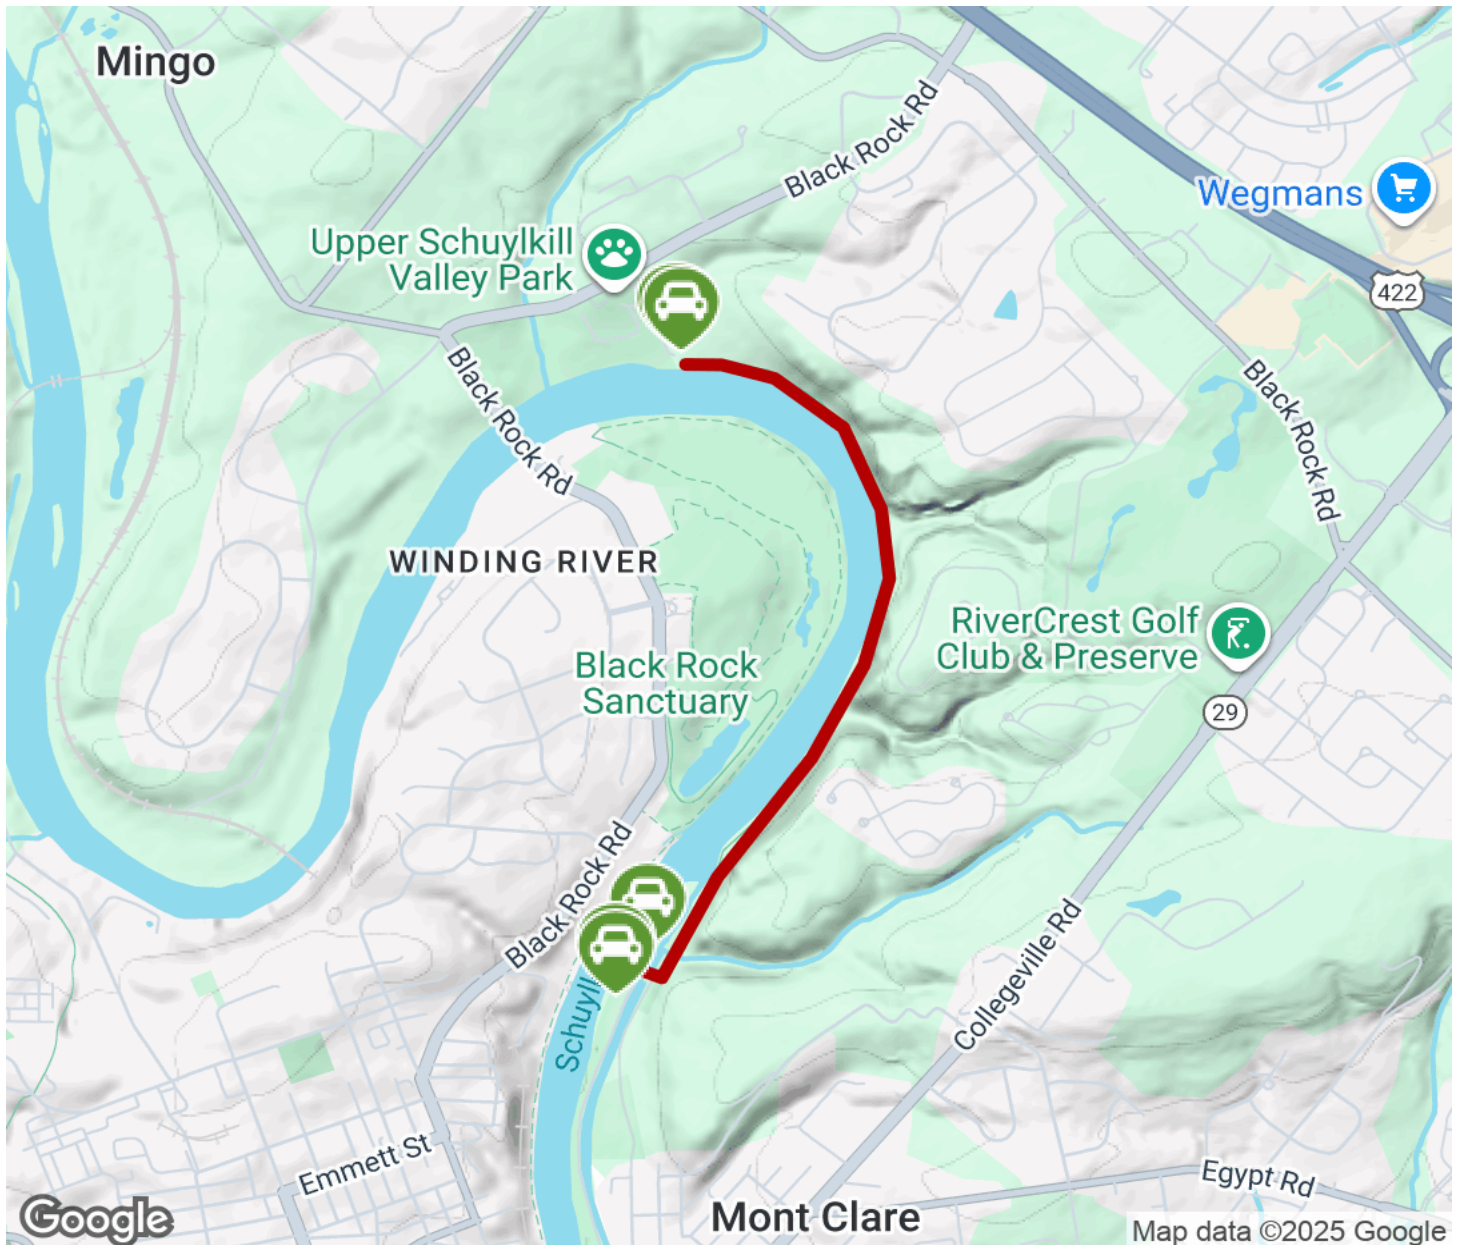 Mingo
Black Rock Rd
Wegmans
Upper Schuylkill
Valley Park
422
Black Rock Rd
Black Rock Rd
WINDING RIVER
RiverCrest Golf
Club & Preserve
Black Rock
Sanctuary
29
Black Rock Rd
Collegeville Rd
Schuyl
Emmett St
Egypt Rd
Mont Clare
Google
Map data ©2025 Google